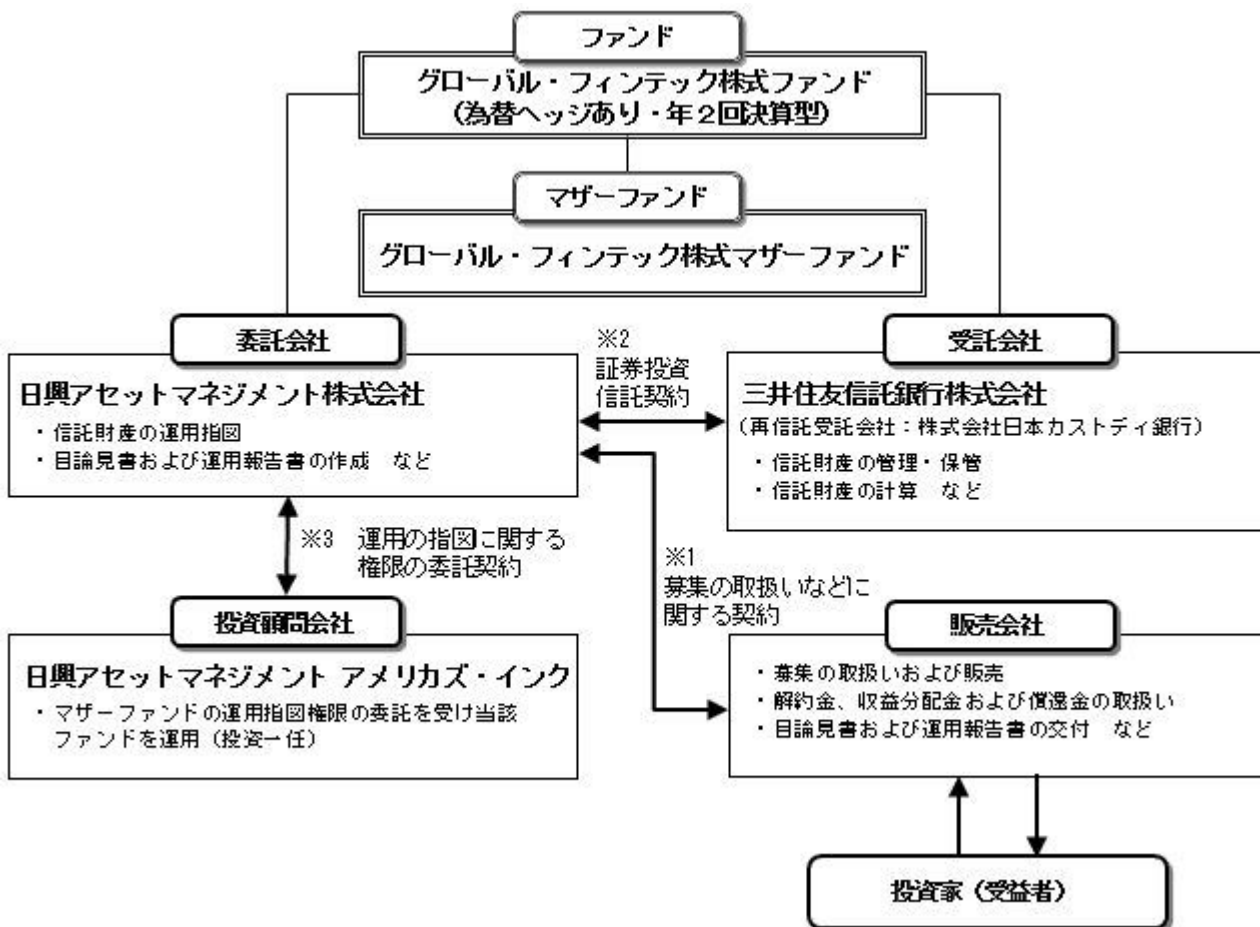 ファンド
グローバル・フィンテック株式ファンド
(為替ヘッジあり・年２回決算型)
マザーファンド
グローバル・フィンテック株式マザーファンド
委託会社
日興アセットマネジメント株式会社
・信託財産の運用指図
・目論見書および運用報告書の作成　など
※2
証券投資
信託契約
受託会社
三井住友信託銀行株式会社
(再信託受託会社：株式会社日本カストディ銀行)
・信託財産の管理・保管
・信託財産の計算　など
※3　運用の指図に関する
権限の委託契約
※1
募集の取扱いなどに
関する契約
投資顧問会社
日興アセットマネジメント アメリカズ・インク
・マザーファンドの運用指図権限の委託を受け当該
ファンドを運用（投資一任）
販売会社
・募集の取扱いおよび販売
・解約金、収益分配金および償還金の取扱い
・目論見書および運用報告書の交付　など
投資家（受益者）